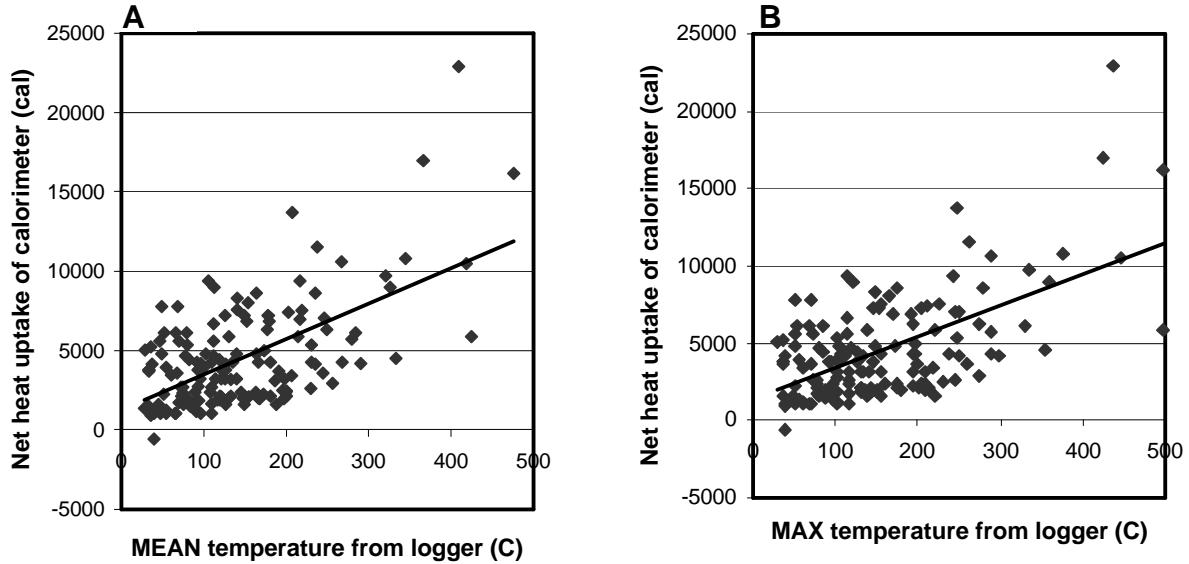 A
25000
20000
15000
10000
5000
0
-5000
0 100 200 300 400 500
Net heat uptake of calorimeter (cal)
MEAN temperature from logger (C)
B
25000
20000
15000
10000
5000
0
-5000
0 100 200 300 400 500
Net heat uptake of calorimeter (cal)
MAX temperature from logger (C)